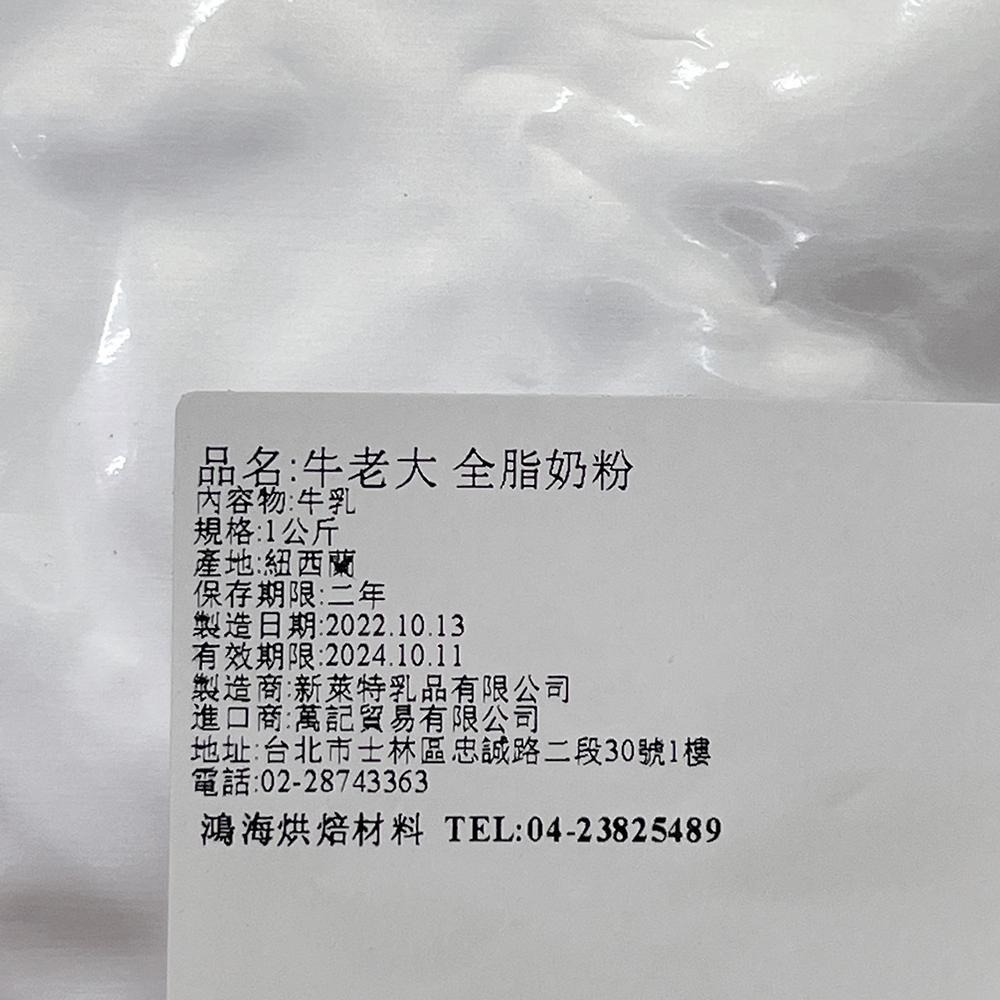 品名:牛老大 全脂奶粉
內容物:牛乳
規格:1公斤
產地:紐西蘭
保存期限:二年
製造日期:2022.10.13
有效期限:2024.10.11
製造商:新萊特乳品有限公司
進口商:萬記貿易有限公司
地址:台北市士林區忠誠路二段30號1樓
電話:02-28743363
鴻海烘焙材料 TEL:04-23825489